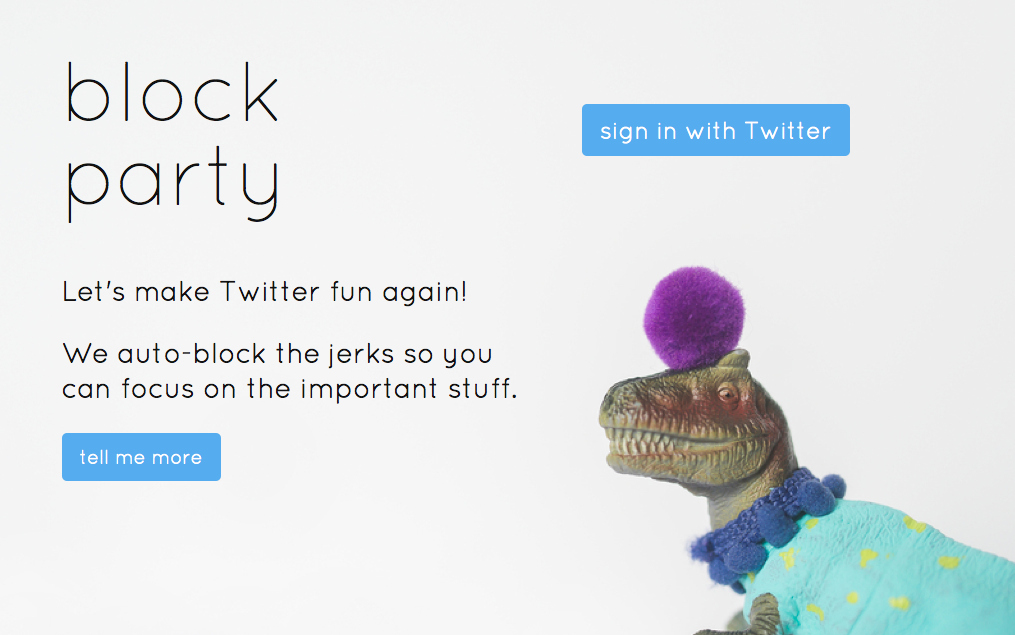 block
party
sign in with Twitter
Let's make Twitter fun again!
We auto-block the jerks so you
can focus on the important stuff.
tell me more